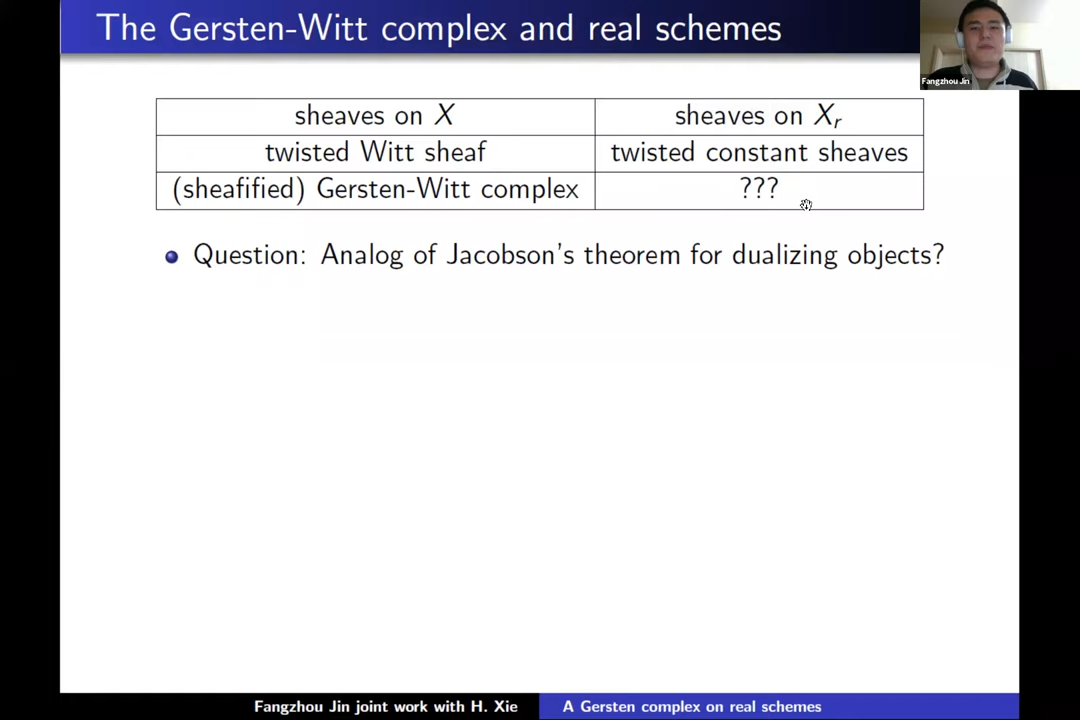 The Gersten-Witt complex and real schemes
Fangzhou Jin
sheaves on X
sheaves on Xᵣ
twisted Witt sheaf
twisted constant sheaves
(sheafified) Gersten-Witt complex
???
Question: Analog of Jacobson's theorem for dualizing objects?
Fangzhou Jin joint work with H. Xie
A Gersten complex on real schemes